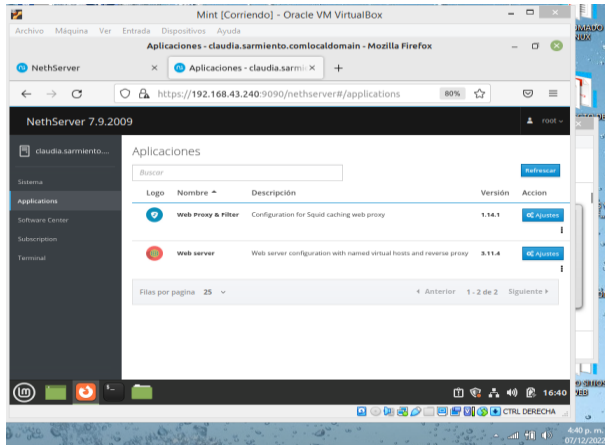 Mint [Corriendo] - Oracle VM VirtualBox
Archivo Máquina Ver Entrada Dispositivos Ayuda
Aplicaciones - claudia.sarmiento.comlocaldomain - Mozilla Firefox
NethServer
Aplicaciones - claudia.sarmi
https://192.168.43.240:9090/nethserver#/applications 80%
NethServer 7.9.2009
root
claudia.sarmiento....
Sistema
Applications
Software Center
Subscription
Terminal
Aplicaciones
Buscar
Refrescar
Logo Nombre Descripción Versión Accion
Web Proxy & Filter Configuration for Squid caching web proxy 1.14.1 Ajustes
Web server Web server configuration with named virtual hosts and reverse proxy 3.11.4 Ajustes
Filas por pagina 25 Anterior 1 - 2 de 2 Siguiente
16:40
CTRL DERECHA
4:40 p. m.